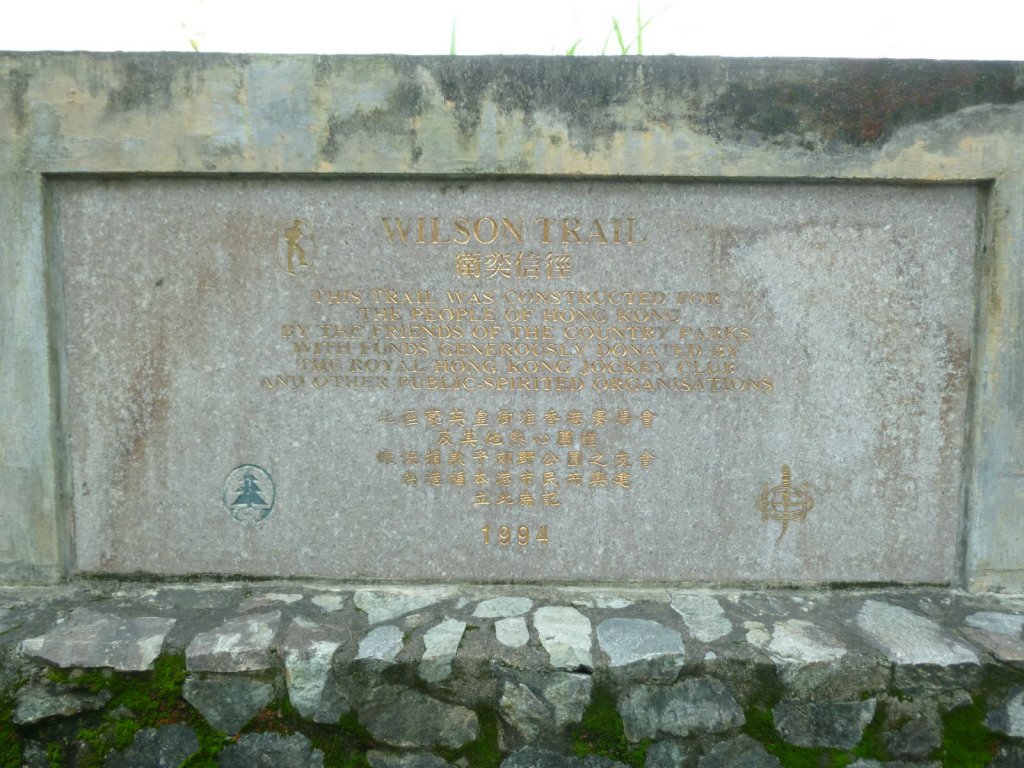 WILSON TRAIL
衛奕信徑
THIS TRAIL WAS CONSTRUCTED FOR
THE PEOPLE OF HONG KONG
BY THE FRIENDS OF THE COUNTRY PARKS
WITH FUNDS GENEROUSLY DONATED BY
THE ROYAL HONG KONG JOCKEY CLUB
AND OTHER PUBLIC-SPIRITED ORGANISATIONS
此徑蒙英皇御准香港賽馬會
及其他熱心團體
慷慨捐款予郊野公園之友會
特為本港市民而興建
立此為記
1994